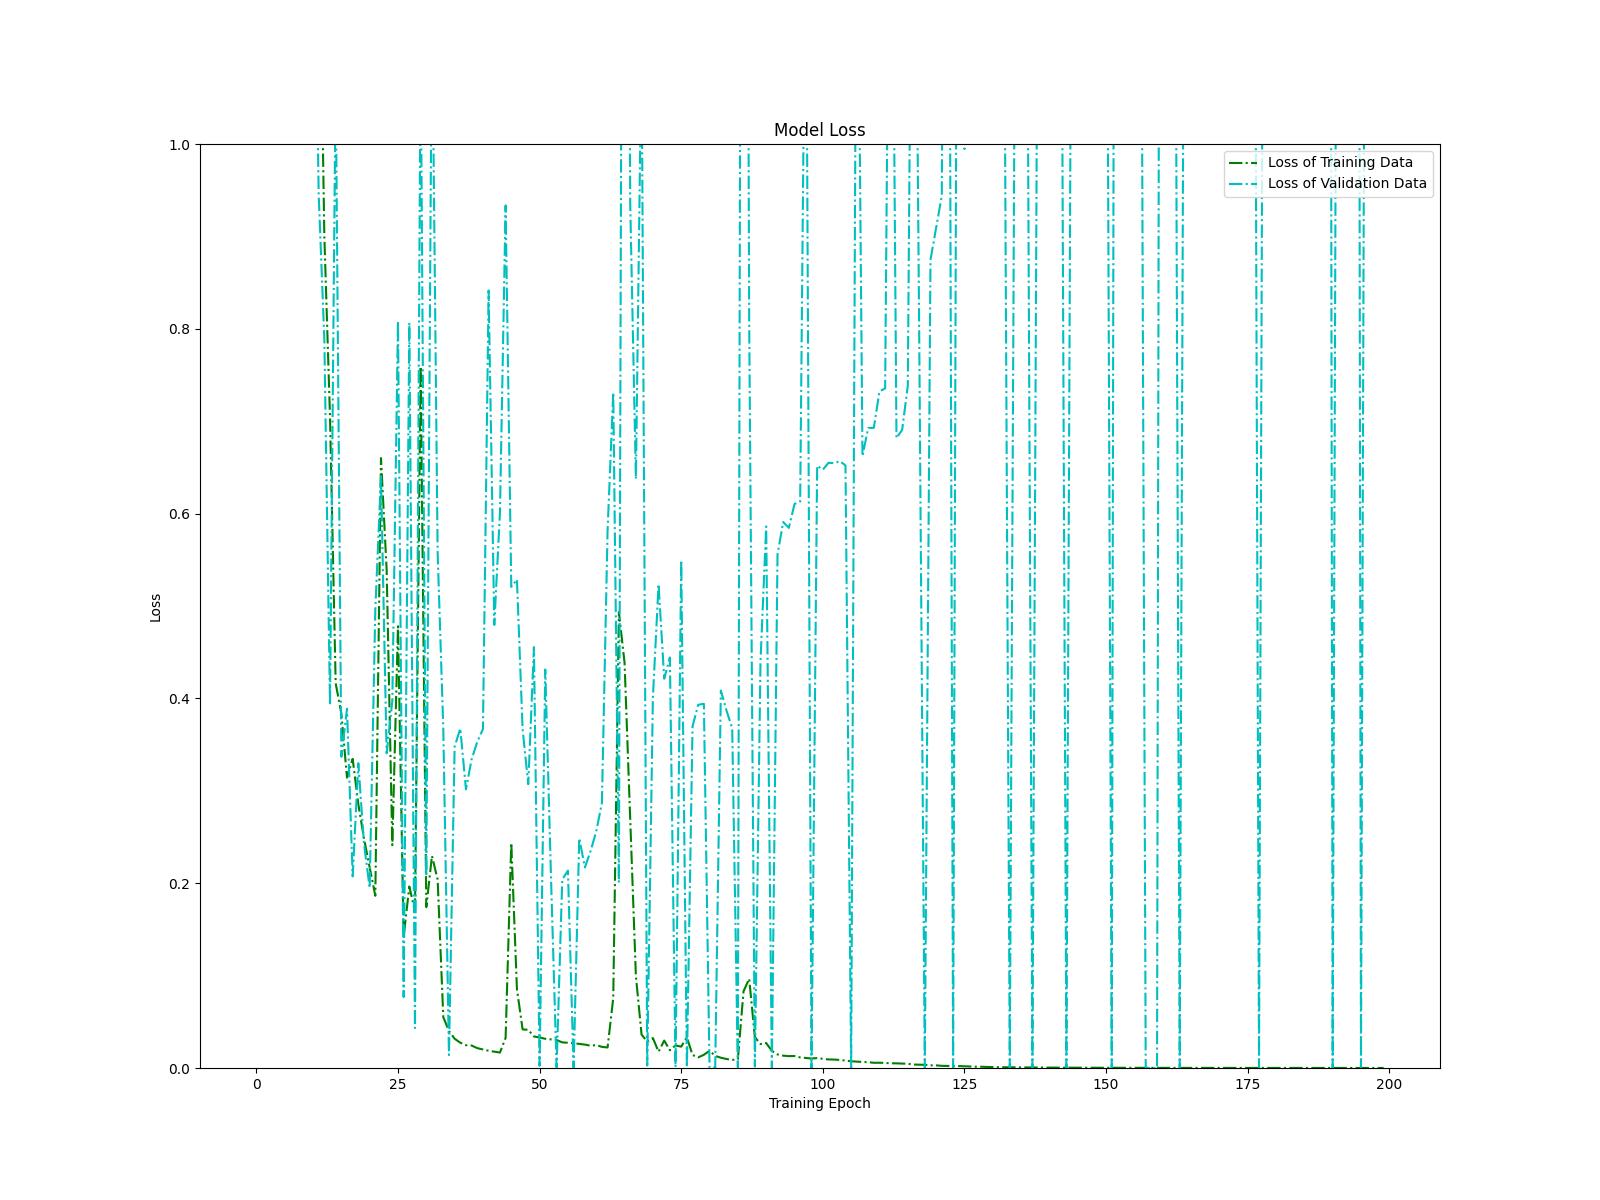 Model Loss
1.0
0.8
0.6
0.4
0.2
0.0
Loss
Loss of Training Data
Loss of Validation Data
0 25 50 75 100 125 150 175 200
Training Epoch